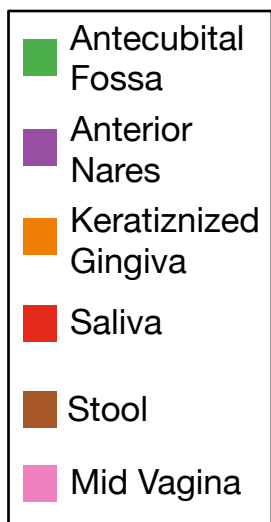 Antecubital
Fossa
Anterior
Nares
Keratiznized
Gingiva
Saliva
Stool
Mid Vagina